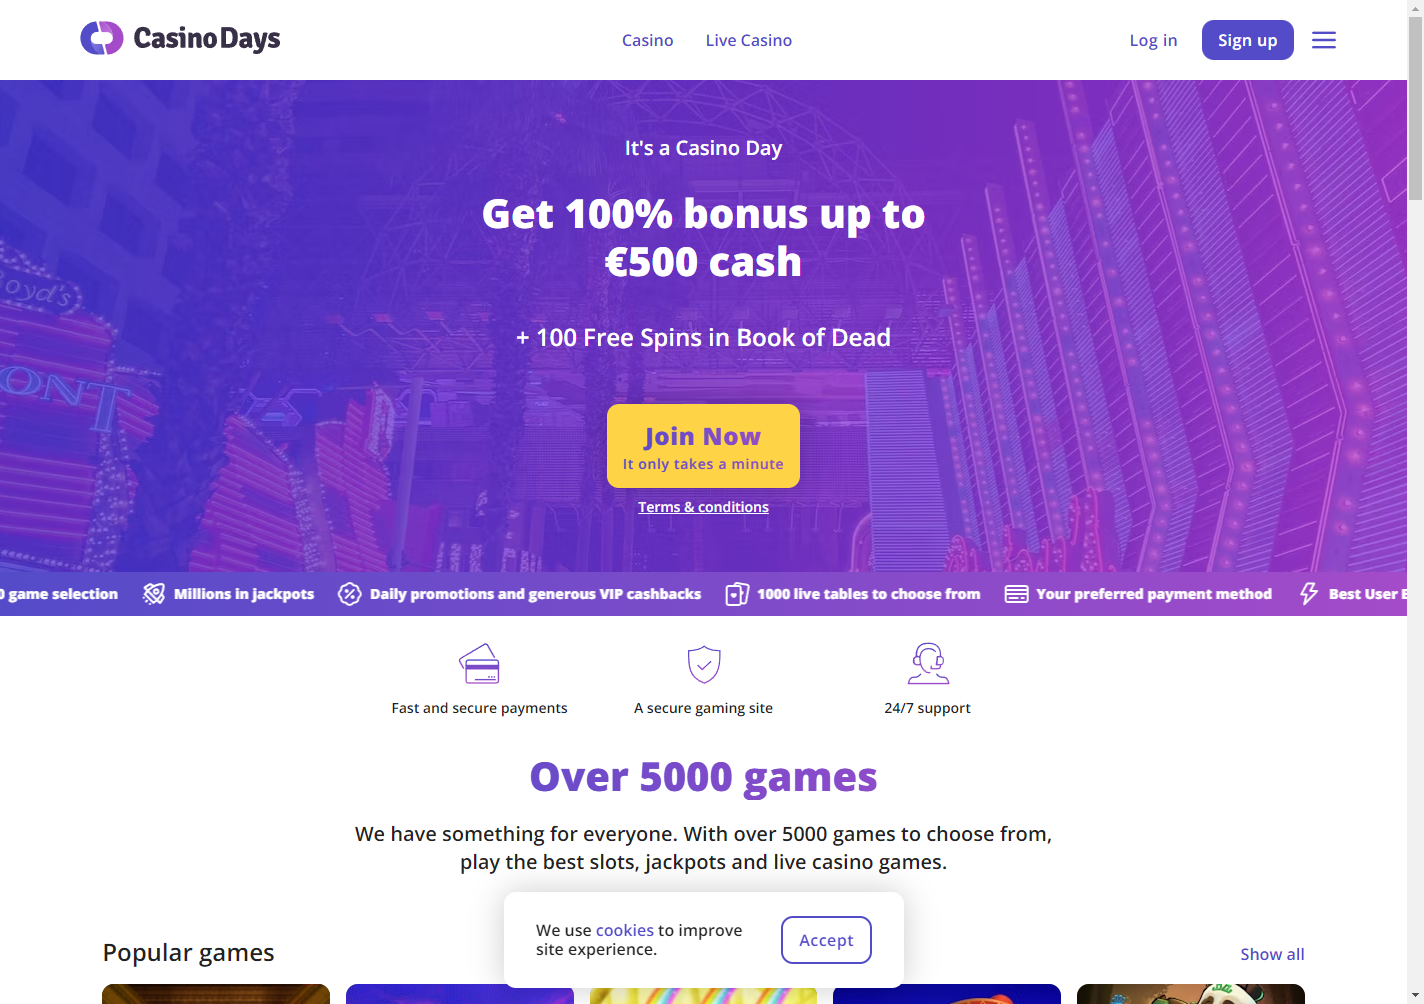 CasinoDays
Casino
Live Casino
Log in
Sign up
It's a Casino Day
Get 100% bonus up to
€500 cash
+ 100 Free Spins in Book of Dead
Join Now
It only takes a minute
Terms & conditions
oyd's
ONT
0 game selection
Millions in jackpots
Daily promotions and generous VIP cashbacks
1000 live tables to choose from
Your preferred payment method
Best User E
Fast and secure payments
A secure gaming site
24/7 support
Over 5000 games
We have something for everyone. With over 5000 games to choose from,
play the best slots, jackpots and live casino games.
We use cookies to improve
site experience.
Accept
Popular games
Show all